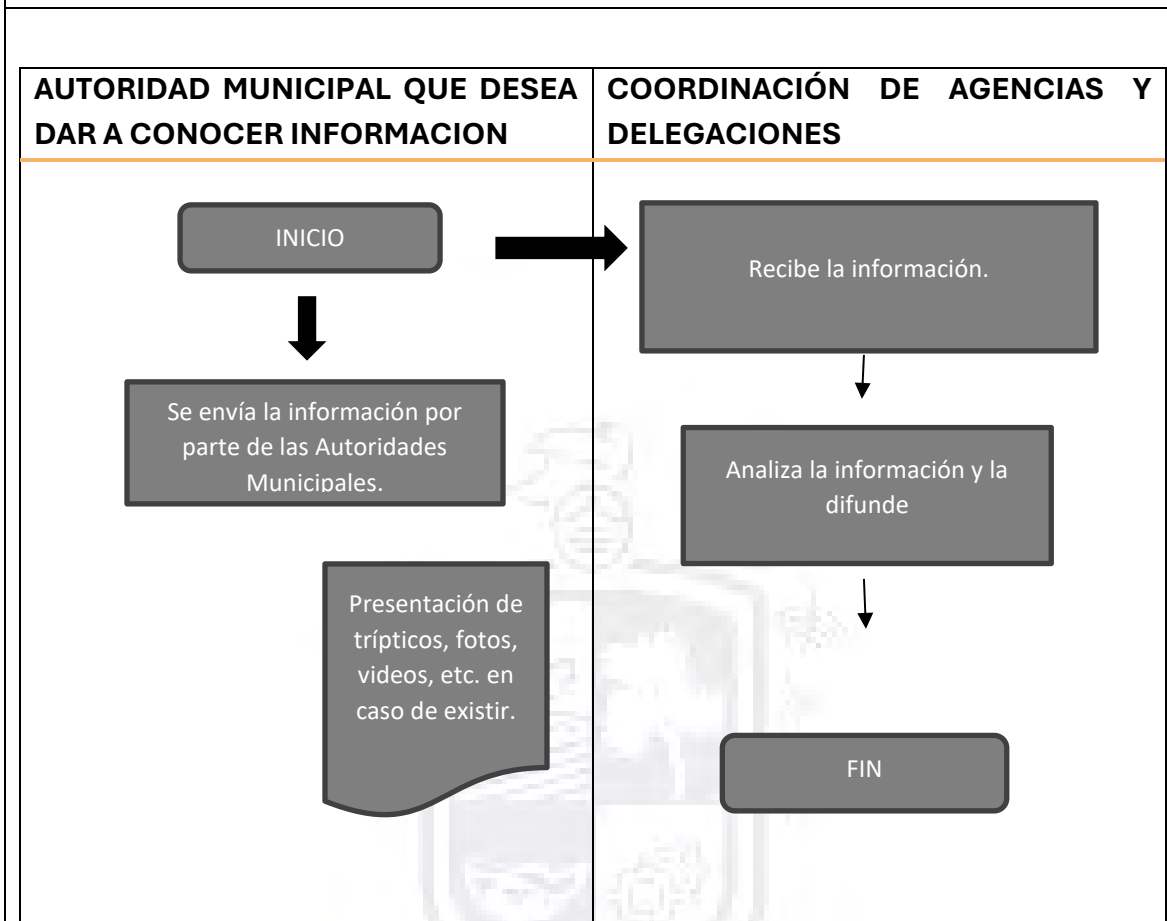 AUTORIDAD MUNICIPAL QUE DESEA
DAR A CONOCER INFORMACION
COORDINACIÓN DE AGENCIAS Y
DELEGACIONES
INICIO
Se envía la información por
parte de las Autoridades
Municipales.
Presentación de
trípticos, fotos,
videos, etc. en
caso de existir.
Recibe la información.
Analiza la información y la
difunde
FIN